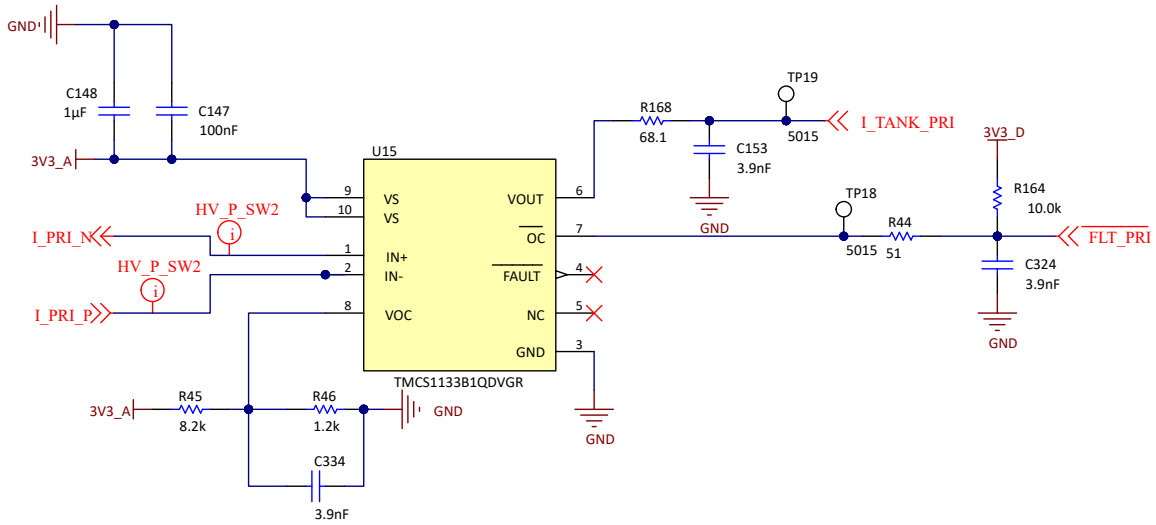 GND
C148
1µF
C147
100nF
3V3_A
U15
HV_P_SW2
I_PRI_N
HV_P_SW2
I_PRI_P
9 VS
10 VS
1 IN+
2 IN-
8 VOC
VOUT 6
OC 7
FAULT 4
NC 5
GND 3
TMCS1133B1QDVGR
R168
68.1
TP19
5015
I_TANK_PRI
C153
3.9nF
GND
3V3_D
R164
10.0k
TP18
5015
R44
51
FLT_PRI
C324
3.9nF
GND
GND
3V3_A
R45
8.2k
R46
1.2k
GND
C334
3.9nF
i
i